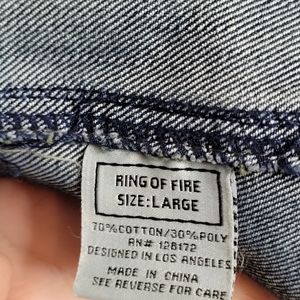 RING OF FIRE
SIZE:LARGE
70%COTTON/30%POLY
RN# 128172
DESIGNED IN LOS ANGELES
MADE IN CHINA
SEE REVERSE FOR CARE